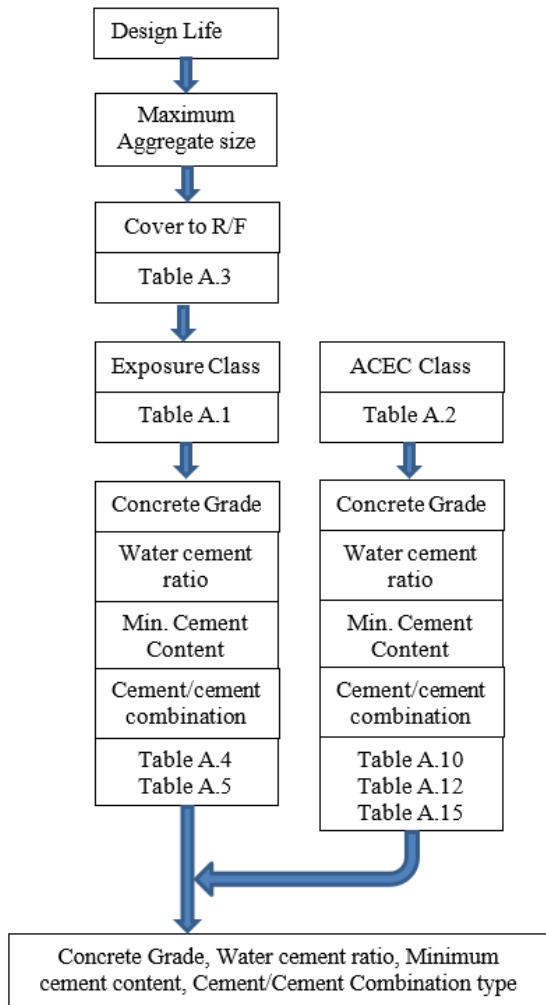 Design Life
Maximum
Aggregate size
Cover to R/F
Table A.3
Exposure Class
Table A.1
Concrete Grade
Water cement
ratio
Min. Cement
Content
Cement/cement
combination
Table A.4
Table A.5
ACEC Class
Table A.2
Concrete Grade
Water cement
ratio
Min. Cement
Content
Cement/cement
combination
Table A.10
Table A.12
Table A.15
Concrete Grade, Water cement ratio, Minimum
cement content, Cement/Cement Combination type